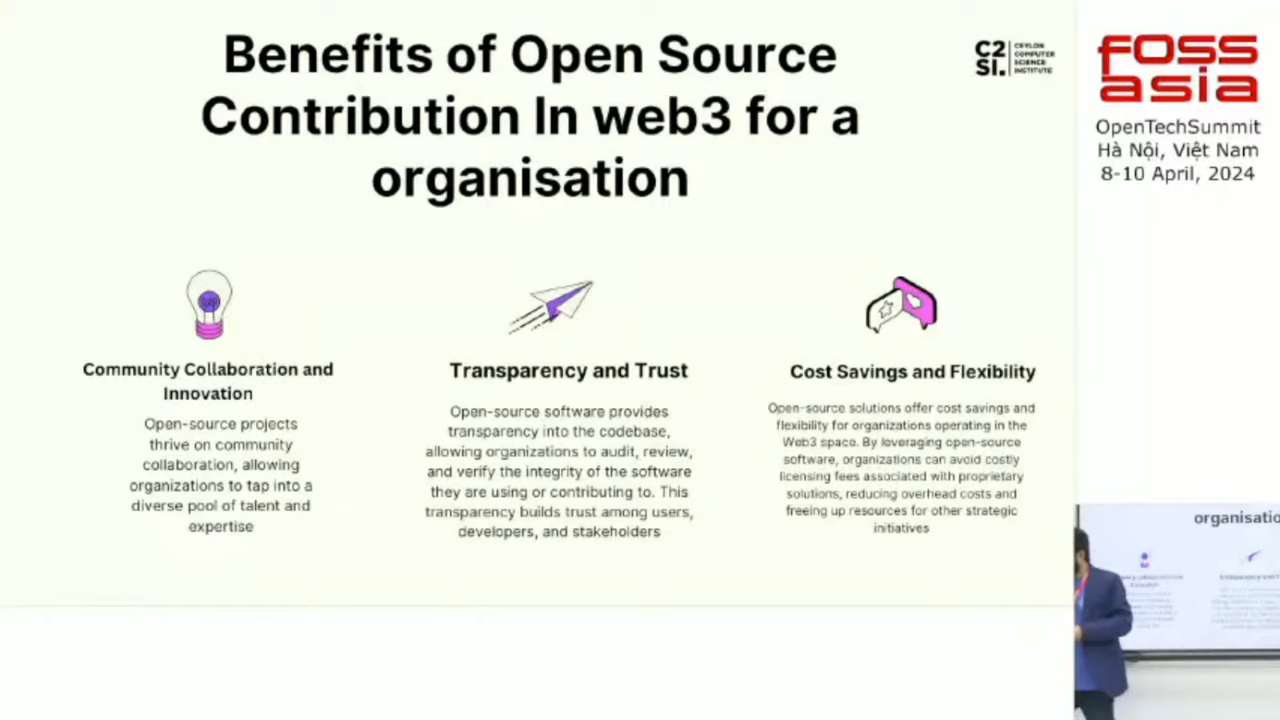 Benefits of Open Source
Contribution In web3 for a
organisation
C2
SI.
CEYLON
COMPUTER
SCIENCE
INSTITUTE
FOSS
asia
OpenTechSummit
Hà Nội, Việt Nam
8-10 April, 2024
Community Collaboration and
Innovation
Open-source projects
thrive on community
collaboration, allowing
organizations to tap into a
diverse pool of talent and
expertise
Transparency and Trust
Open-source software provides
transparency into the codebase,
allowing organizations to audit, review,
and verify the integrity of the software
they are using or contributing to. This
transparency builds trust among users,
developers, and stakeholders
Cost Savings and Flexibility
Open-source solutions offer cost savings and
flexibility for organizations operating in the
Web3 space. By leveraging open-source
software, organizations can avoid costly
licensing fees associated with proprietary
solutions, reducing overhead costs and
freeing up resources for other strategic
initiatives
organisatio